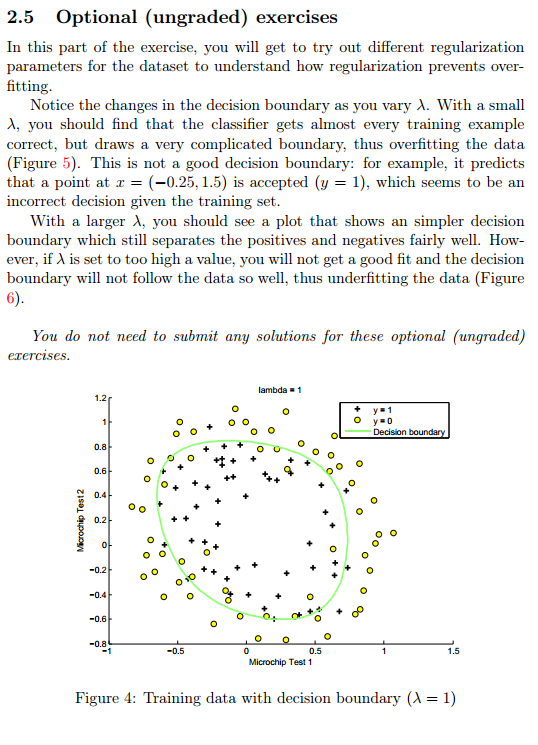 2.5 Optional (ungraded) exercises
In this part of the exercise, you will get to try out different regularization
parameters for the dataset to understand how regularization prevents over-
fitting.
Notice the changes in the decision boundary as you vary λ. With a small
λ, you should find that the classifier gets almost every training example
correct, but draws a very complicated boundary, thus overfitting the data
(Figure 5). This is not a good decision boundary: for example, it predicts
that a point at x = (−0.25, 1.5) is accepted (y = 1), which seems to be an
incorrect decision given the training set.
With a larger λ, you should see a plot that shows an simpler decision
boundary which still separates the positives and negatives fairly well. How-
ever, if λ is set to too high a value, you will not get a good fit and the decision
boundary will not follow the data so well, thus underfitting the data (Figure
6).
You do not need to submit any solutions for these optional (ungraded)
exercises.
lambda = 1
y = 1
y = 0
Decision boundary
1.2
1
0.8
0.6
0.4
0.2
0
−0.2
−0.4
−0.6
−0.8
Microchip Test 2
−1 −0.5 0 0.5 1 1.5
Microchip Test 1
Figure 4: Training data with decision boundary (λ = 1)